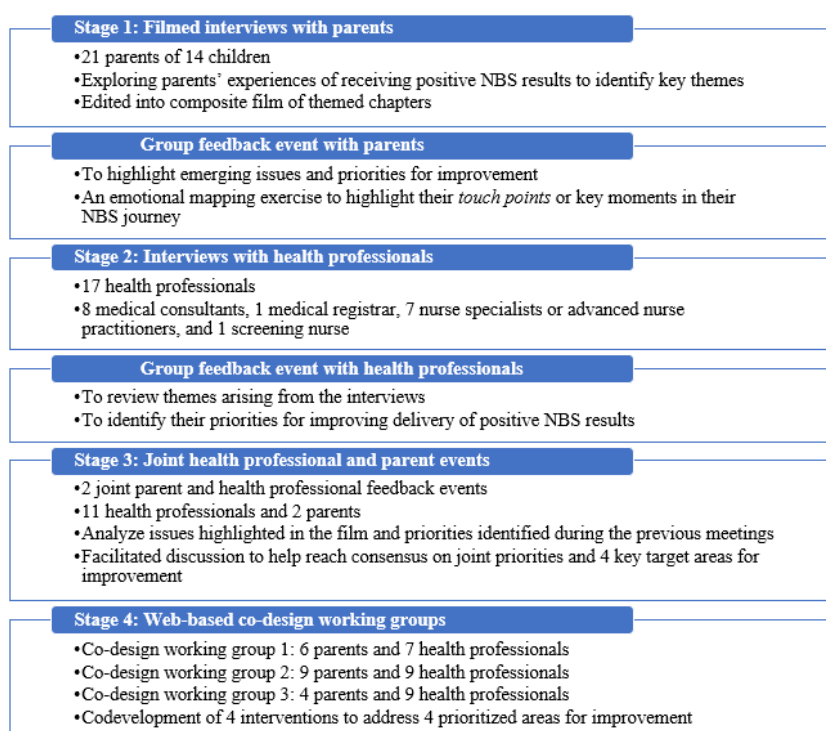 Stage 1: Filmed interviews with parents
•21 parents of 14 children
•Exploring parents’ experiences of receiving positive NBS results to identify key themes
•Edited into composite film of themed chapters
Group feedback event with parents
•To highlight emerging issues and priorities for improvement
•An emotional mapping exercise to highlight their touch points or key moments in their
NBS journey
Stage 2: Interviews with health professionals
•17 health professionals
•8 medical consultants, 1 medical registrar, 7 nurse specialists or advanced nurse
practitioners, and 1 screening nurse
Group feedback event with health professionals
•To review themes arising from the interviews
•To identify their priorities for improving delivery of positive NBS results
Stage 3: Joint health professional and parent events
•2 joint parent and health professional feedback events
•11 health professionals and 2 parents
•Analyze issues highlighted in the film and priorities identified during the previous meetings
•Facilitated discussion to help reach consensus on joint priorities and 4 key target areas for
improvement
Stage 4: Web-based co-design working groups
•Co-design working group 1: 6 parents and 7 health professionals
•Co-design working group 2: 9 parents and 9 health professionals
•Co-design working group 3: 4 parents and 9 health professionals
•Codevelopment of 4 interventions to address 4 prioritized areas for improvement